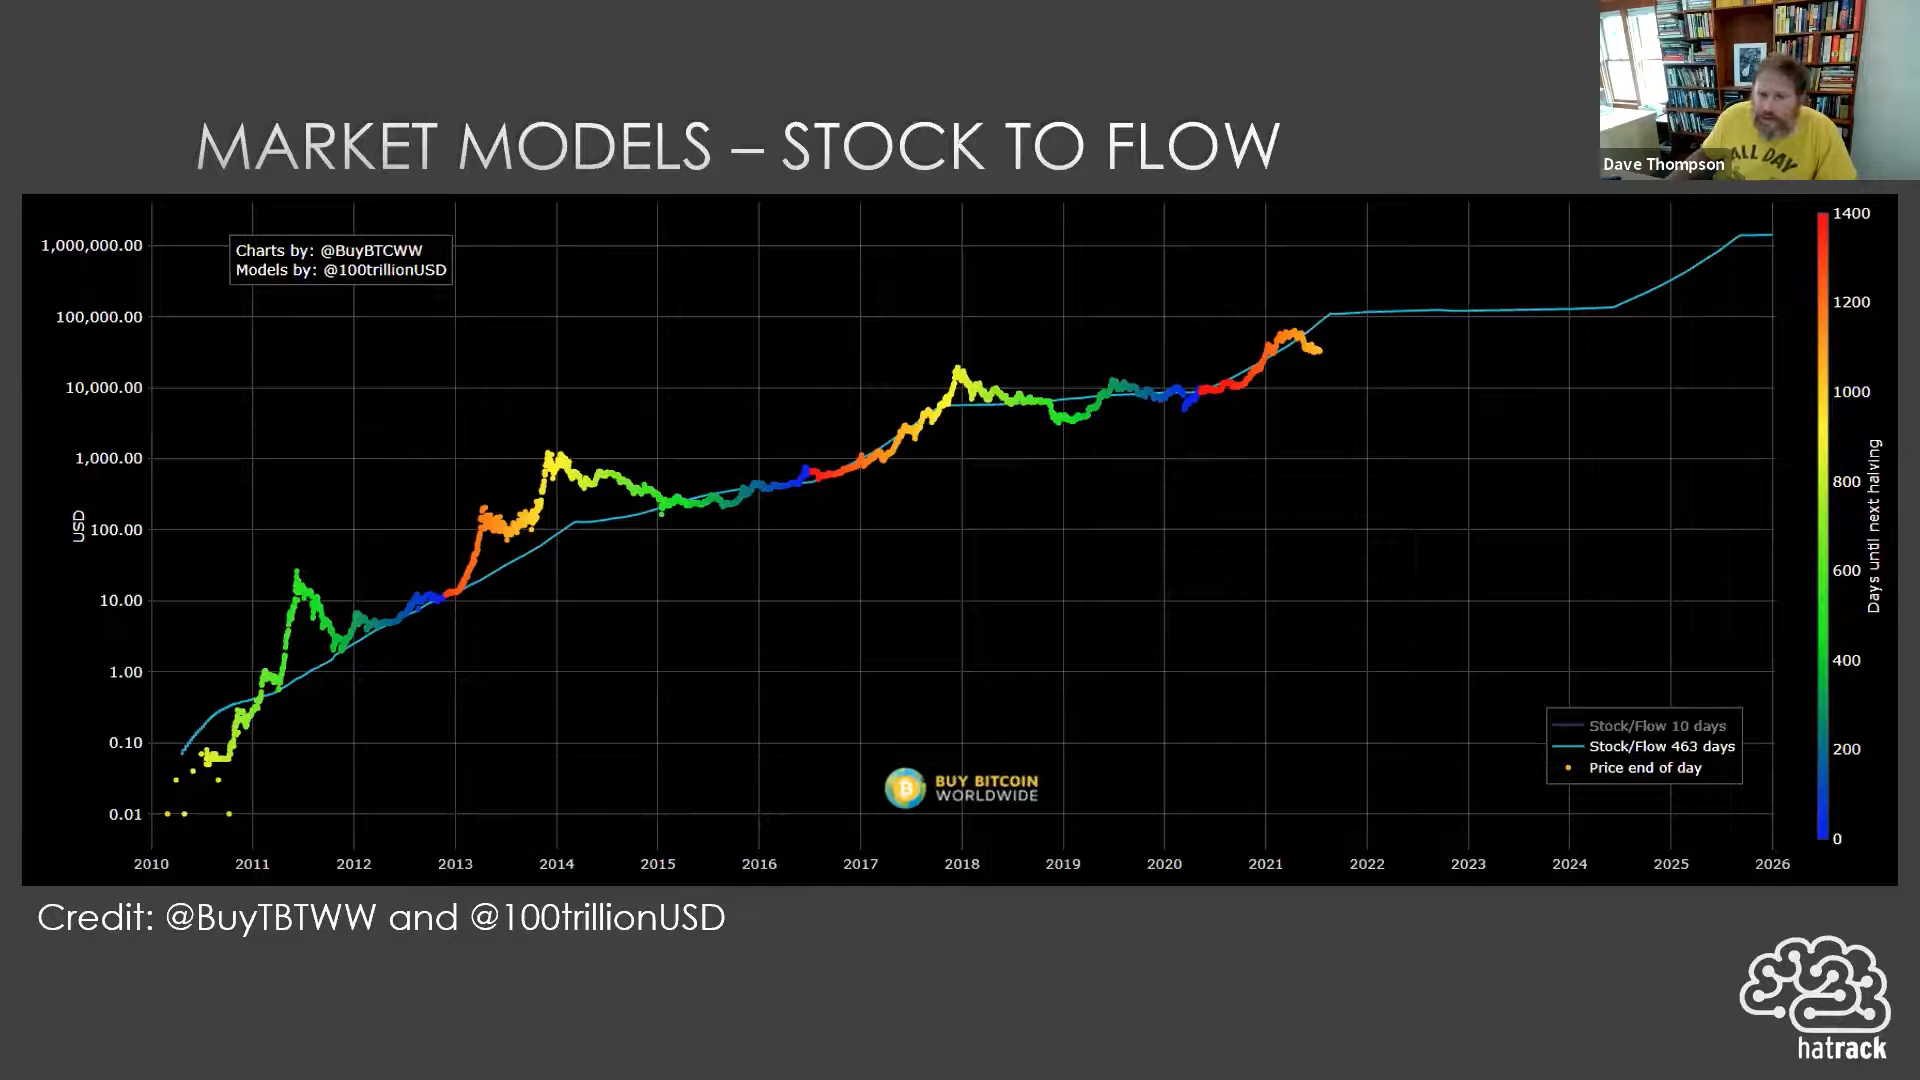 MARKET MODELS – STOCK TO FLOW
Dave Thompson
ALL DAY
Charts by: @BuyBTCWW
Models by: @100trillionUSD
1,000,000.00
100,000.00
10,000.00
1,000.00
100.00
10.00
1.00
0.10
0.01
USD
2010 2011 2012 2013 2014 2015 2016 2017 2018 2019 2020 2021 2022 2023 2024 2025 2026
BUY BITCOIN
WORLDWIDE
Stock/Flow 10 days
Stock/Flow 463 days
Price end of day
1400
1200
1000
800
600
400
200
0
Days until next halving
Credit: @BuyTBTWW and @100trillionUSD
hatrack